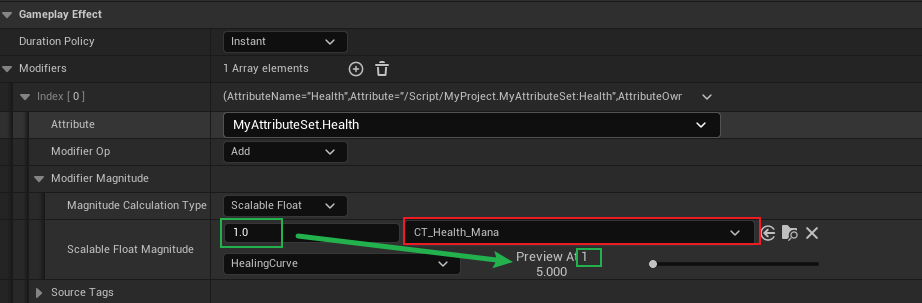 Gameplay Effect
Duration Policy Instant
Modifiers 1 Array elements
Index [ 0 ] (AttributeName="Health",Attribute="/Script/MyProject.MyAttributeSet:Health",AttributeOwr
Attribute MyAttributeSet.Health
Modifier Op Add
Modifier Magnitude
Magnitude Calculation Type Scalable Float
Scalable Float Magnitude 1.0 CT_Health_Mana
HealingCurve Preview At 1
5.000
Source Tags